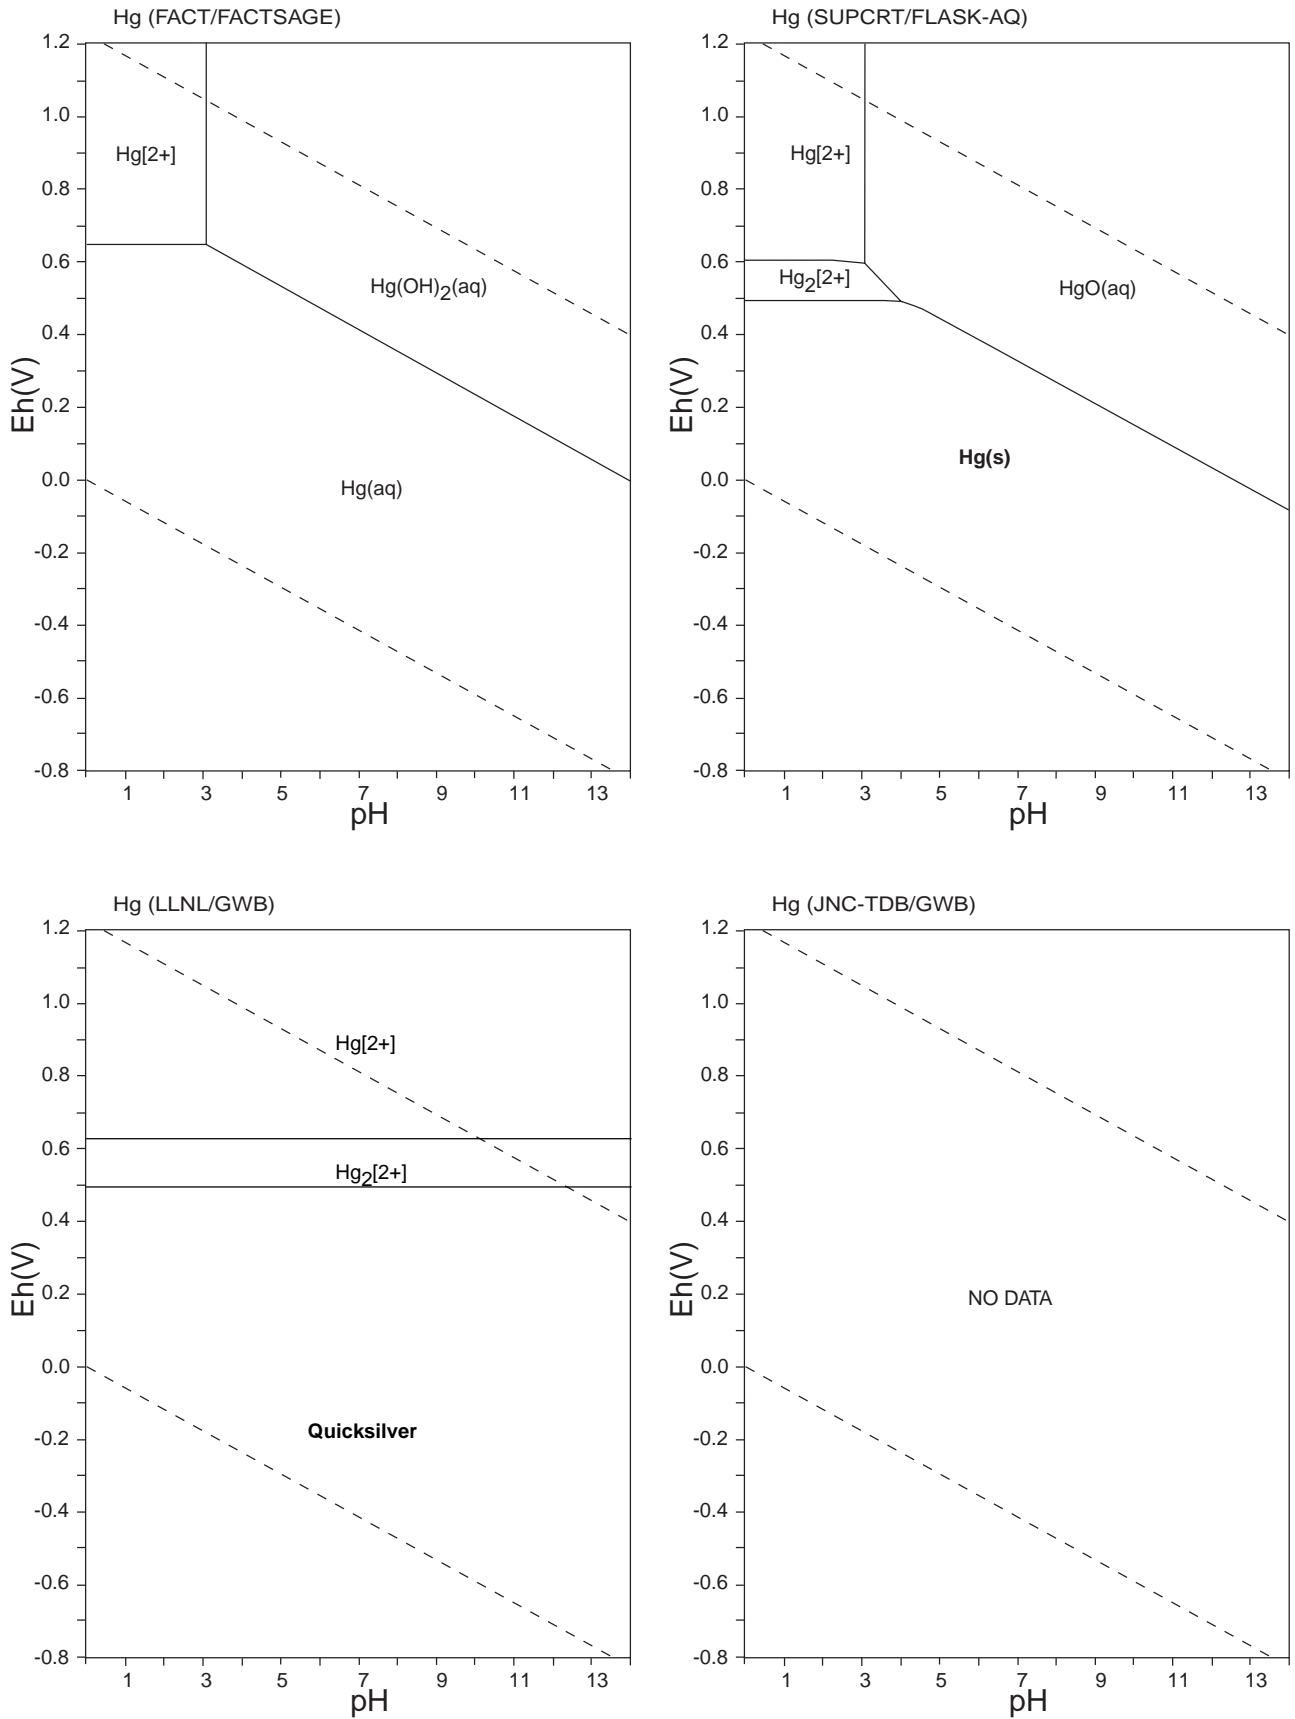 Hg (FACT/FACTSAGE)
1.2
1.0
0.8
0.6
0.4
0.2
0.0
-0.2
-0.4
-0.6
-0.8
Eh(V)
Hg[2+]
Hg(OH)2(aq)
Hg(aq)
1 3 5 7 9 11 13
pH
Hg (SUPCRT/FLASK-AQ)
1.2
1.0
0.8
0.6
0.4
0.2
0.0
-0.2
-0.4
-0.6
-0.8
Eh(V)
Hg[2+]
Hg2[2+]
HgO(aq)
Hg(s)
1 3 5 7 9 11 13
pH
Hg (LLNL/GWB)
1.2
1.0
0.8
0.6
0.4
0.2
0.0
-0.2
-0.4
-0.6
-0.8
Eh(V)
Hg[2+]
Hg2[2+]
Quicksilver
1 3 5 7 9 11 13
pH
Hg (JNC-TDB/GWB)
1.2
1.0
0.8
0.6
0.4
0.2
0.0
-0.2
-0.4
-0.6
-0.8
Eh(V)
NO DATA
1 3 5 7 9 11 13
pH